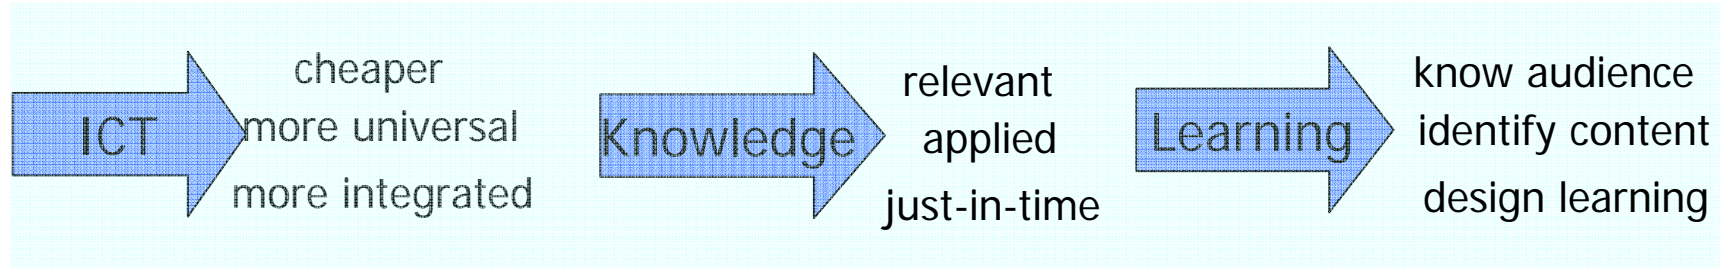 ICT
cheaper
more universal
more integrated
Knowledge
relevant
applied
just-in-time
Learning
know audience
identify content
design learning